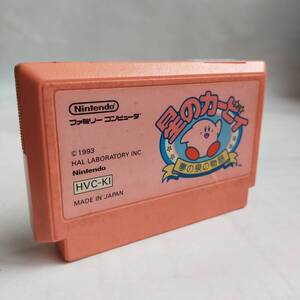 Nintendo
ファミリー コンピュータ
©1993
HAL LABORATORY INC.
Nintendo
HVC-KI
MADE IN JAPAN
星のカービィ
夢の泉の物語